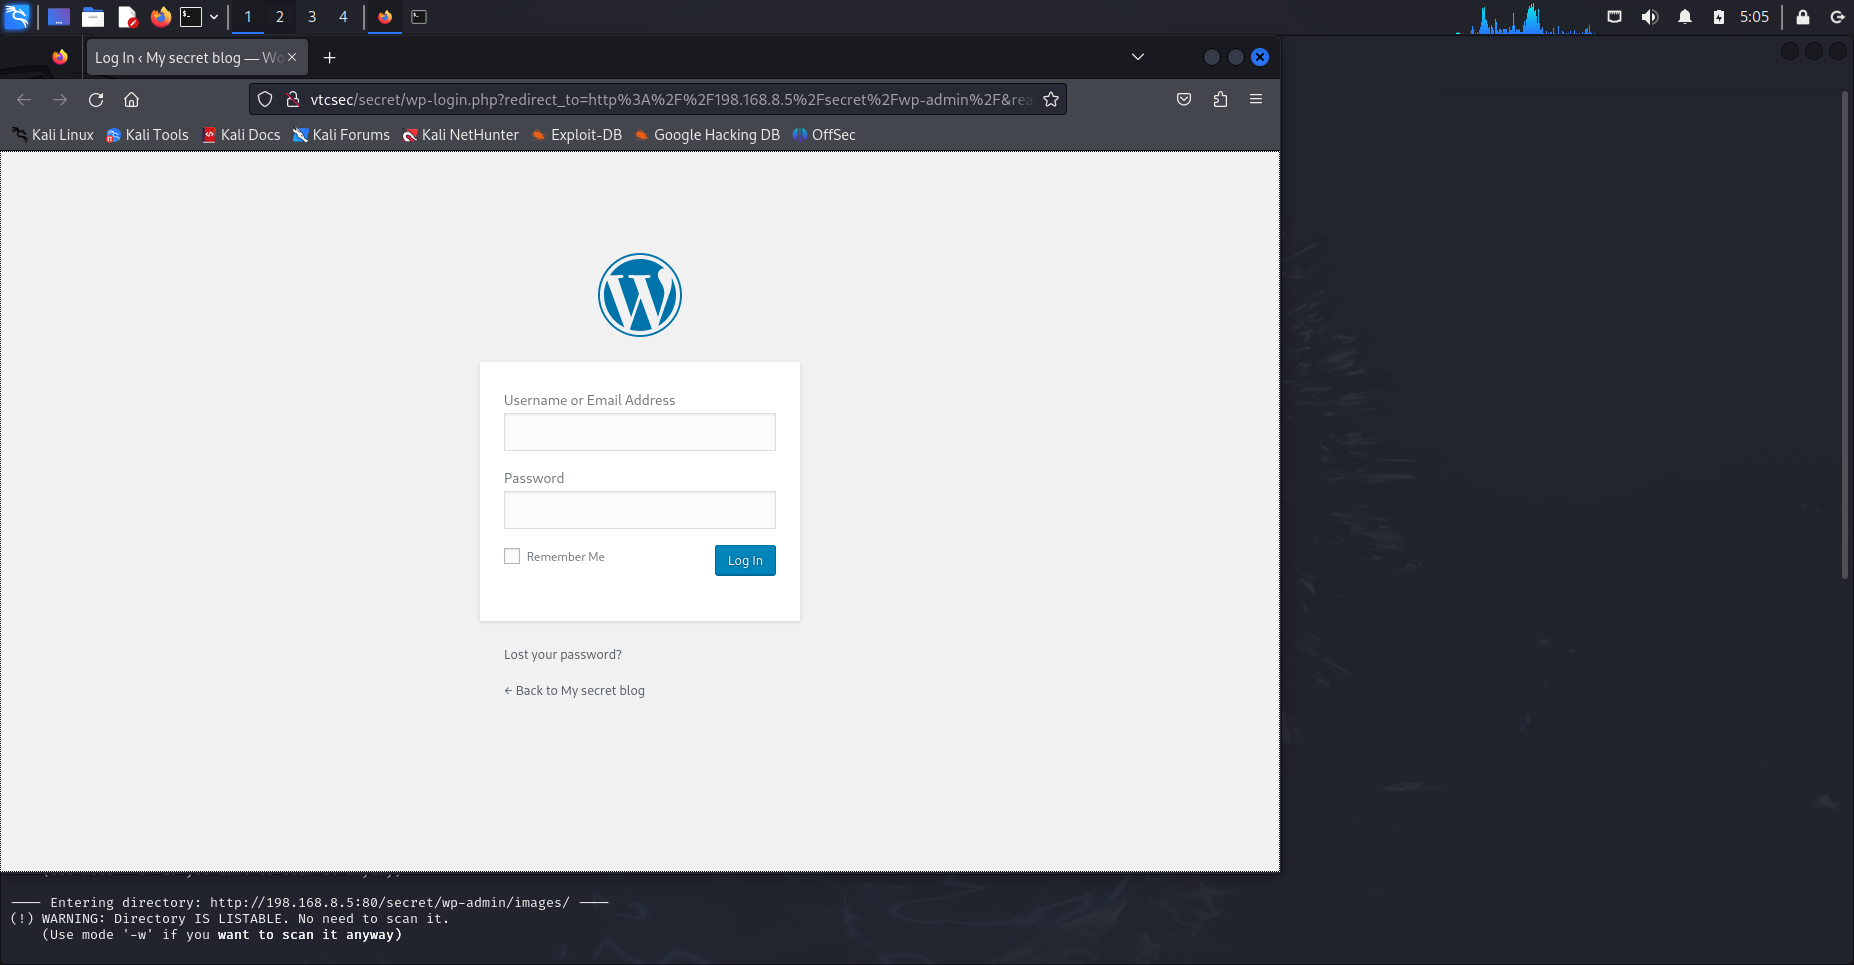 1 2 3 4 5:05
Log In ‹ My secret blog — Wo
vtcsec/secret/wp-login.php?redirect_to=http%3A%2F%2F198.168.8.5%2Fsecret%2Fwp-admin%2F&rea
Kali Linux Kali Tools Kali Docs Kali Forums Kali NetHunter Exploit-DB Google Hacking DB OffSec
Username or Email Address
Password
Remember Me Log In
Lost your password?
← Back to My secret blog
---- Entering directory: http://198.168.8.5:80/secret/wp-admin/images/ ----
(!) WARNING: Directory IS LISTABLE. No need to scan it.
(Use mode '-w' if you want to scan it anyway)